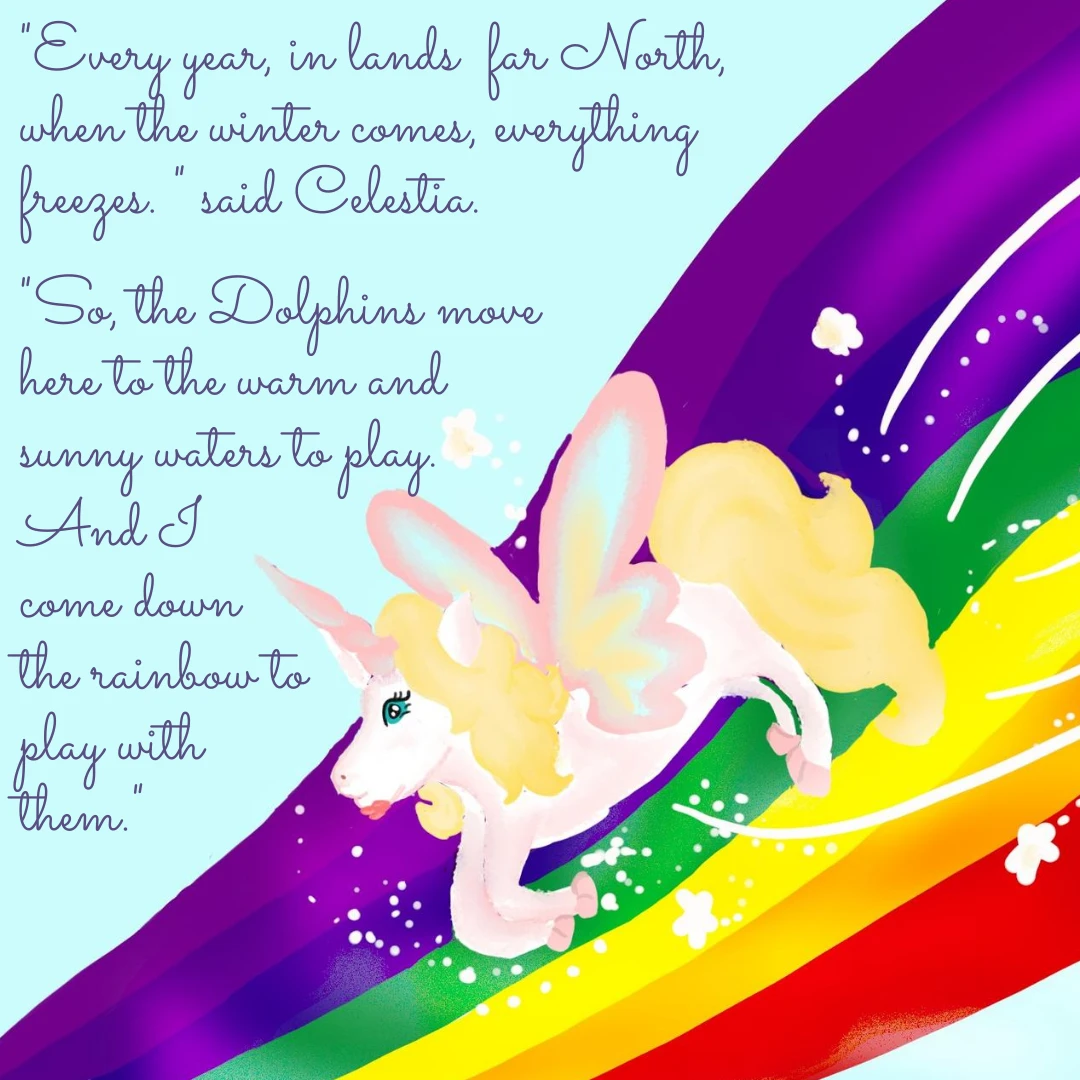 "Every year, in lands far North,
when the winter comes, everything
freezes. " said Celestia.
"So, the Dolphins move
here to the warm and
sunny waters to play.
And I
come down
the rainbow to
play with
them. "